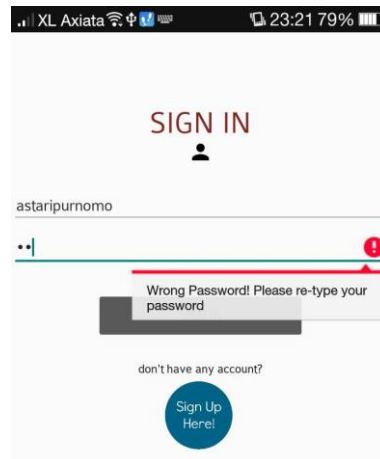 XL Axiata 23:21 79%
SIGN IN
astaripurnomo
••
Wrong Password! Please re-type your
password
don't have any account?
Sign Up
Here!